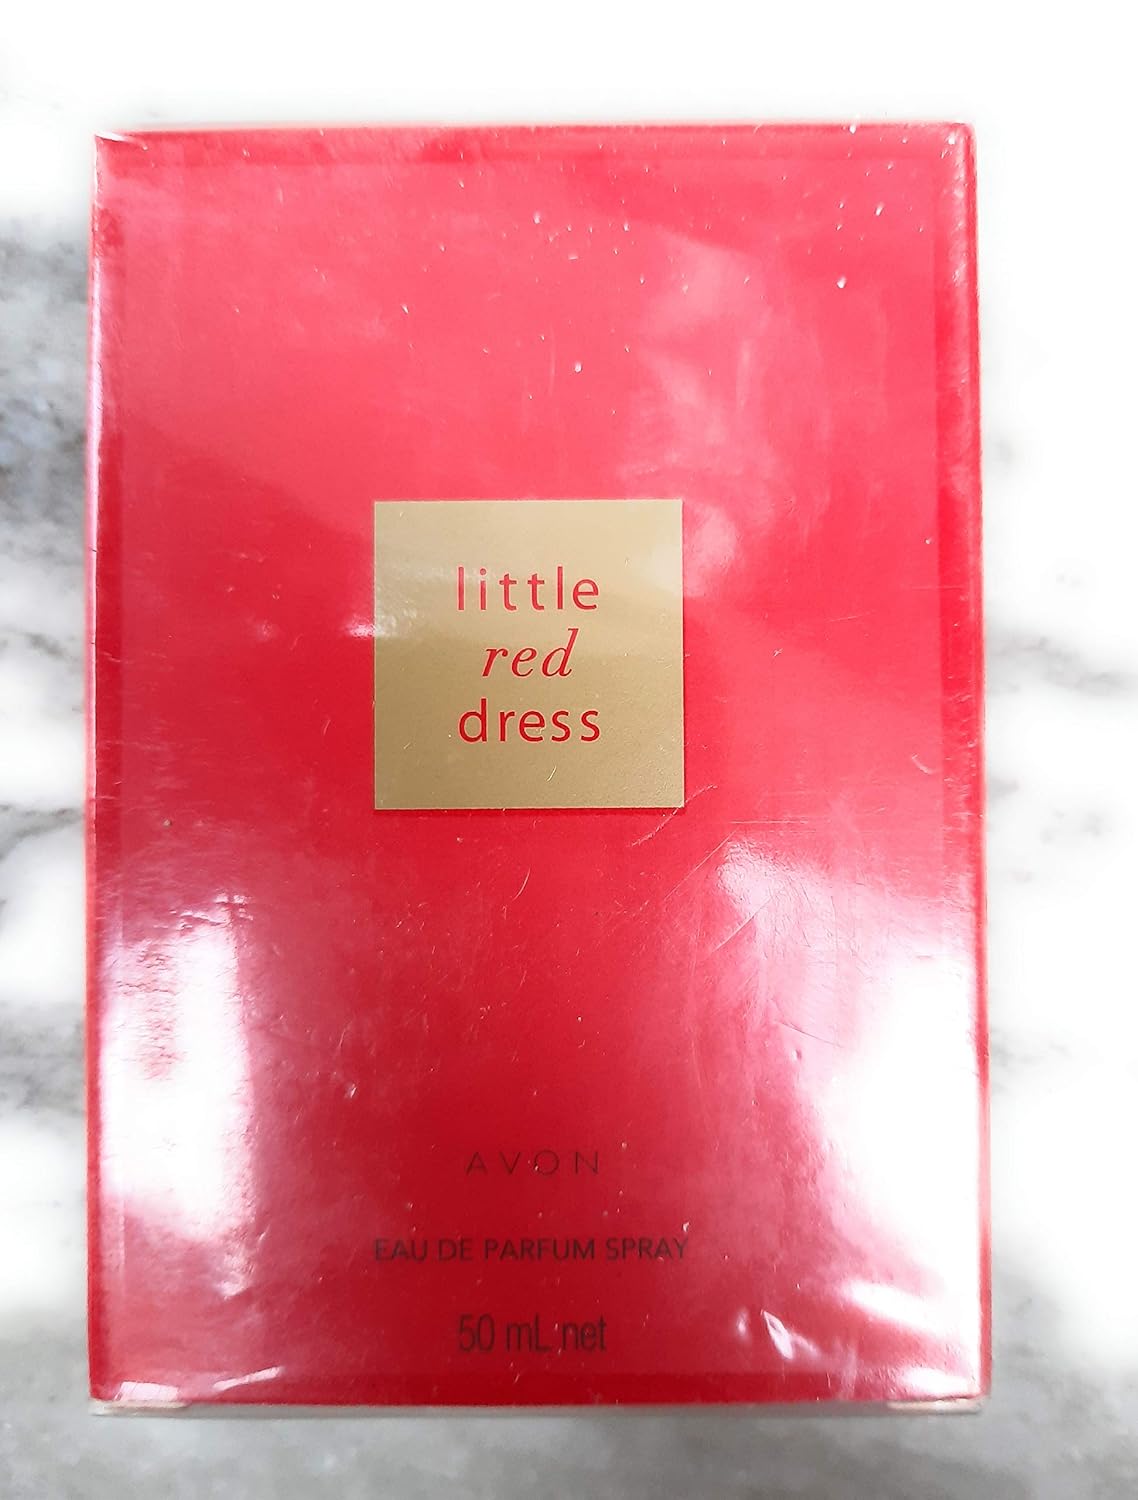 little
red
dress
AVON
EAU DE PARFUM SPRAY
50 mL net